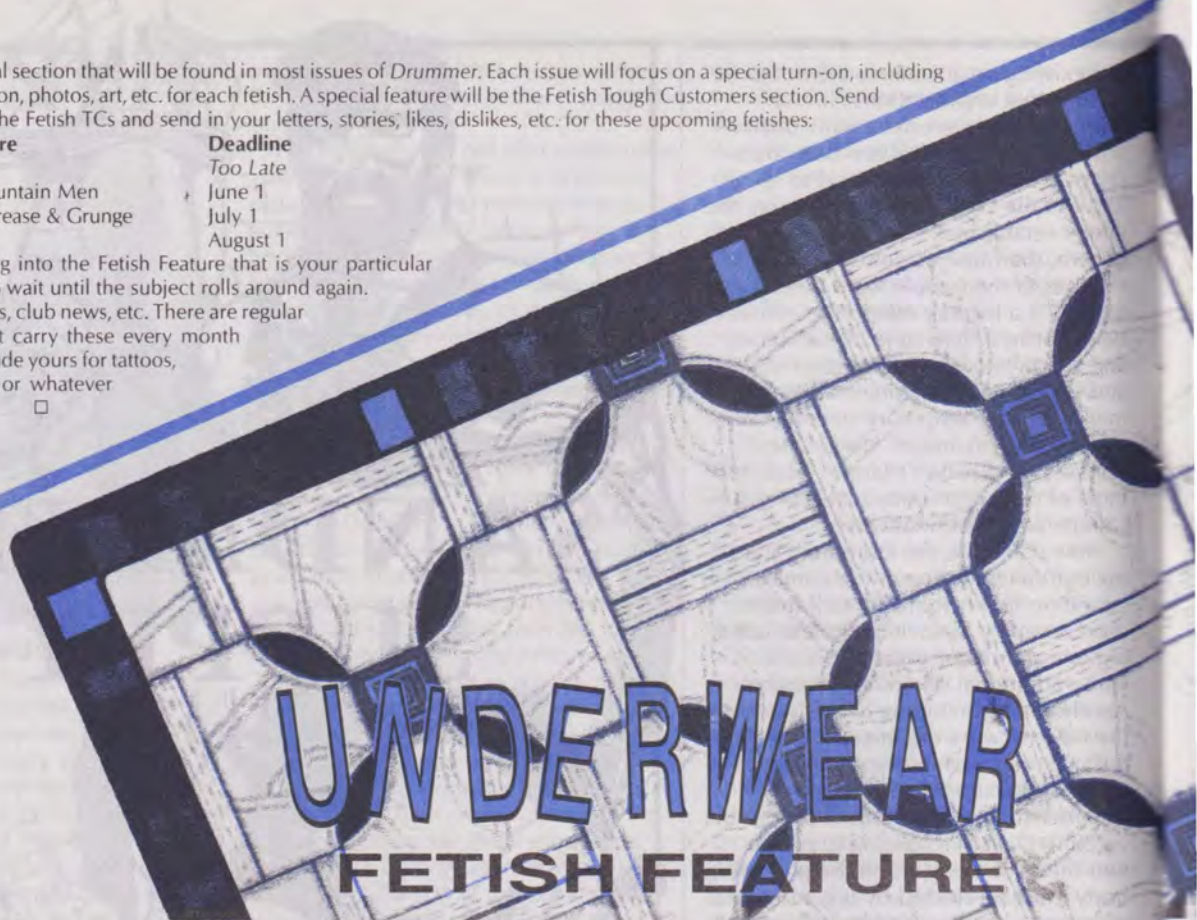 al section that will be found in most issues of Drummer. Each issue will focus on a special turn-on, including
on, photos, art, etc. for each fetish. A special feature will be the Fetish Tough Customers section. Send
he Fetish TCs and send in your letters, stories, likes, dislikes, etc. for these upcoming fetishes:
re Deadline
Too Late
untain Men June 1
rease & Grunge July 1
August 1
g into the Fetish Feature that is your particular
wait until the subject rolls around again.
s, club news, etc. There are regular
t carry these every month
de yours for tattoos,
or whatever
□
UNDERWEAR
FETISH FEATURE